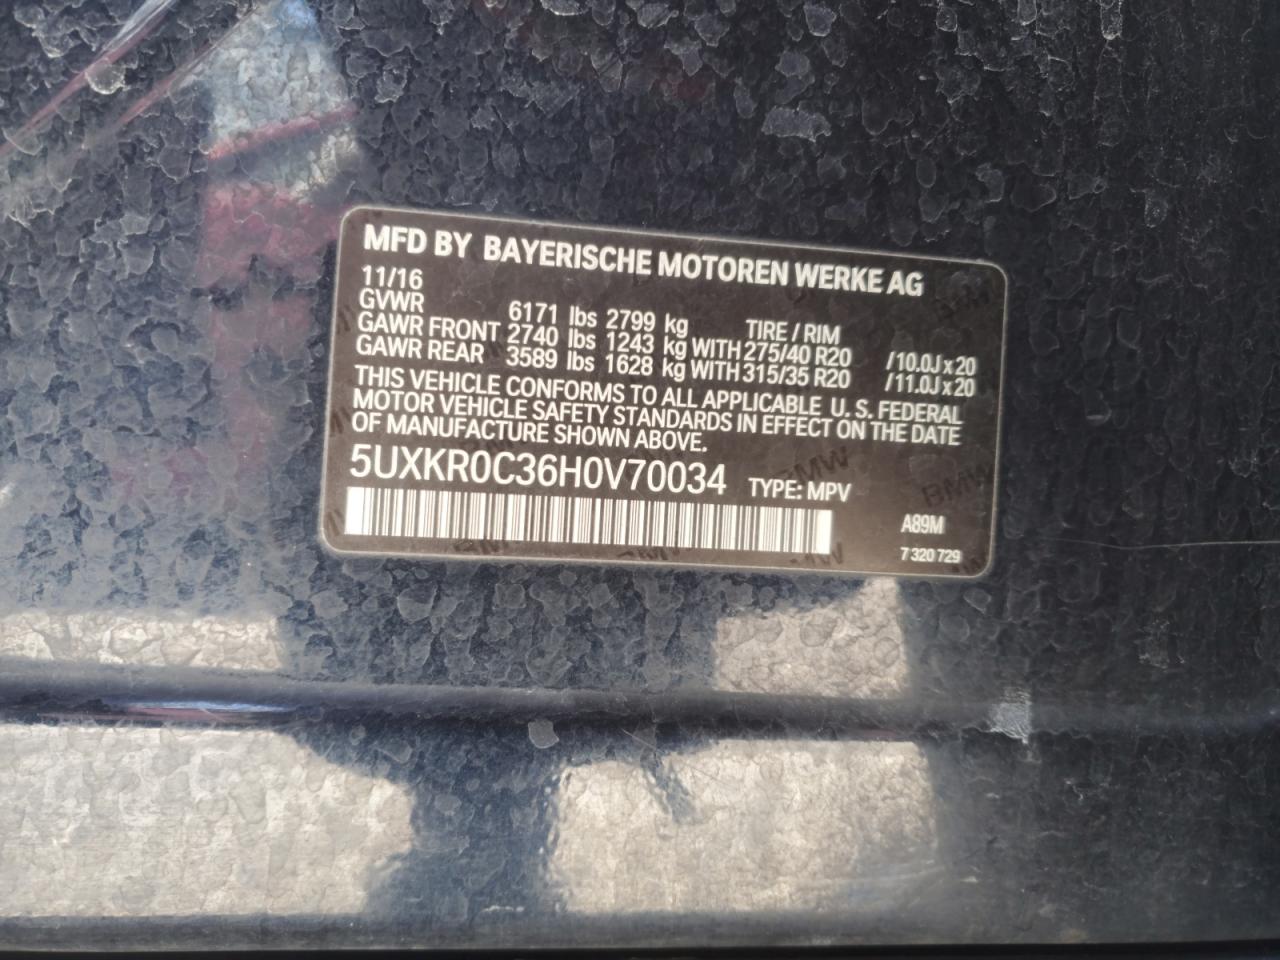 MFD BY BAYERISCHE MOTOREN WERKE AG
11/16
GVWR 6171 lbs 2799 kg TIRE / RIM
GAWR FRONT 2740 lbs 1243 kg WITH 275/40 R20 /10.0J x 20
GAWR REAR 3589 lbs 1628 kg WITH 315/35 R20 /11.0J x 20
THIS VEHICLE CONFORMS TO ALL APPLICABLE U. S. FEDERAL
MOTOR VEHICLE SAFETY STANDARDS IN EFFECT ON THE DATE
OF MANUFACTURE SHOWN ABOVE.
5UXKR0C36H0V70034 TYPE: MPV
A89M
7 320 729